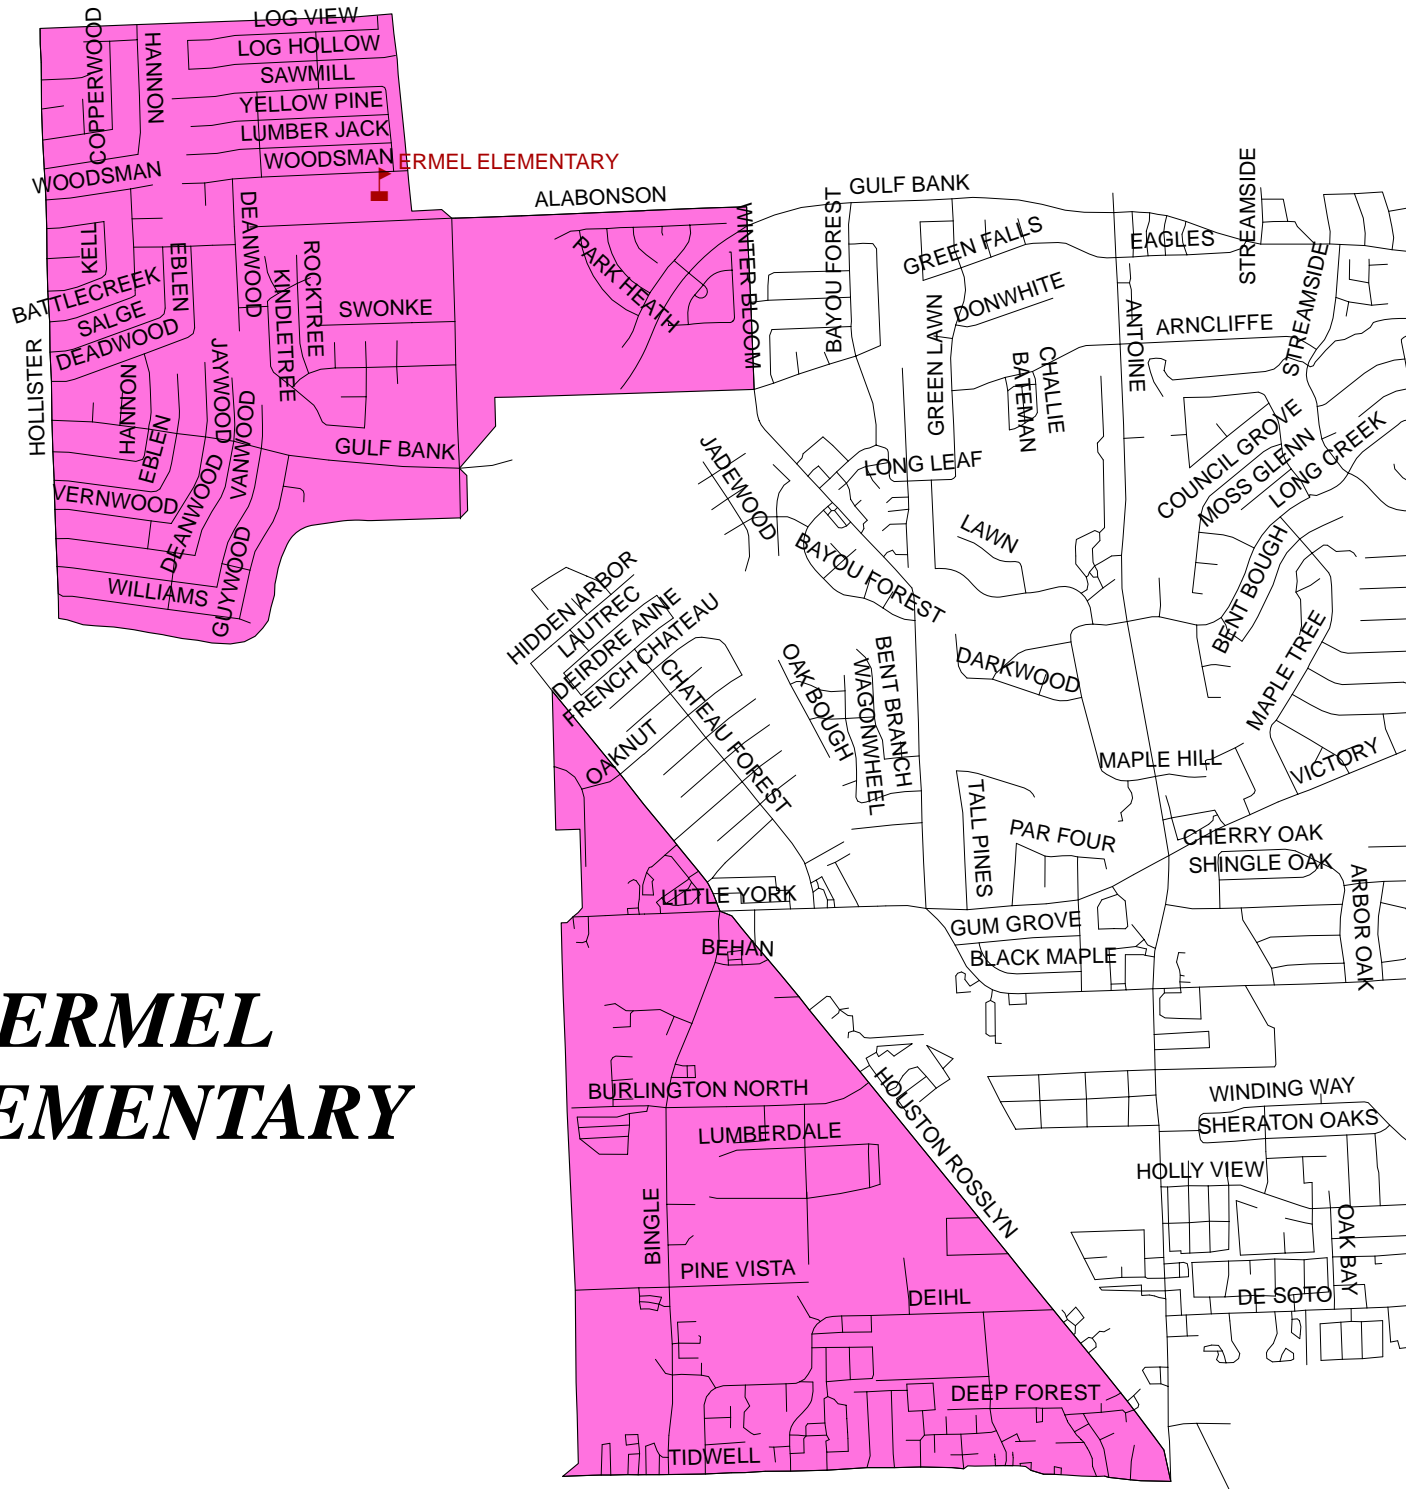 LOG VIEW
COPPERWOOD
HANNON
LOG HOLLOW
SAWMILL
YELLOW PINE
LUMBER JACK
WOODSMAN
ERMEL ELEMENTARY
WOODSMAN
ALABONSON
GULF BANK
STREAMSIDE
BAYOU FOREST
WINTER BLOOM
DEANWOOD
KELL
EBLEN
ROCKTREE
KINDLETREE
PARK HEATH
GREEN FALLS
EAGLES
STREAMSIDE
BATTLECREEK
SALGE
DEADWOOD
SWONKE
DONWHITE
ANTOINE
ARNCLIFFE
HOLLISTER
GREEN LAWN
BATEMAN
CHALLIE
JAYWOOD
VANWOOD
HANNON
EBLEN
GULF BANK
JADEWOOD
LONG LEAF
COUNCIL GROVE
MOSS GLENN
LONG CREEK
VERNWOOD
DEANWOOD
LAWN
GUYWOOD
WILLIAMS
BAYOU FOREST
BENT BOUGH
HIDDEN ARBOR
LAUTREC
DEIRDRE ANNE
FRENCH CHATEAU
MAPLE TREE
OAK BOUGH
WAGONWHEEL
BENT BRANCH
DARKWOOD
CHATEAU FOREST
OAKNUT
MAPLE HILL
VICTORY
TALL PINES
PAR FOUR
CHERRY OAK
SHINGLE OAK
ARBOR OAK
LITTLE YORK
GUM GROVE
BEHAN
BLACK MAPLE
ERMEL
EMENTARY
BURLINGTON NORTH
HOUSTON ROSSLYN
WINDING WAY
SHERATON OAKS
LUMBERDALE
HOLLY VIEW
BINGLE
OAK BAY
PINE VISTA
DEIHL
DE SOTO
DEEP FOREST
TIDWELL